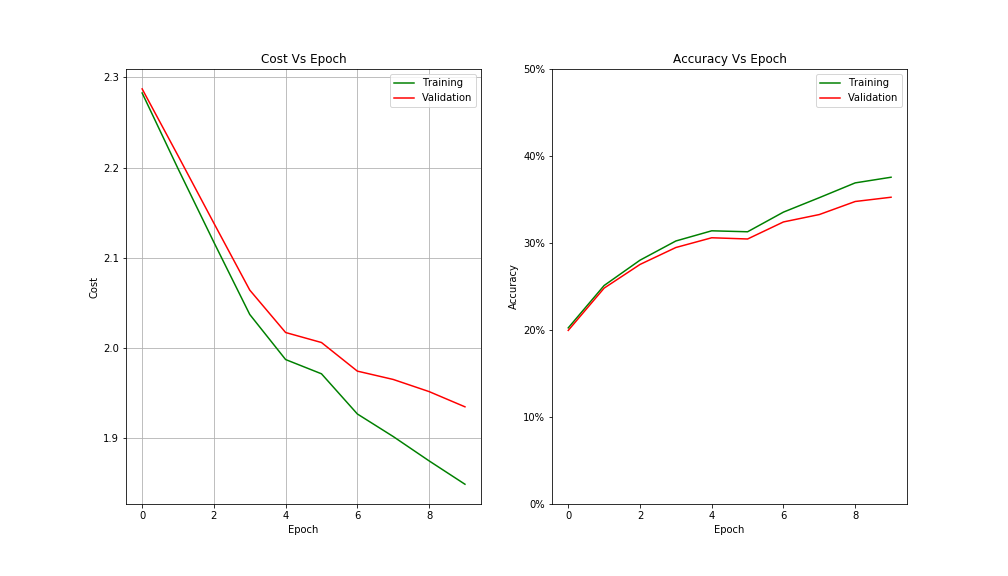 Cost Vs Epoch
Training
Validation
2.3
2.2
2.1
2.0
1.9
Cost
0 2 4 6 8
Epoch
Accuracy Vs Epoch
Training
Validation
50%
40%
30%
20%
10%
0%
Accuracy
0 2 4 6 8
Epoch